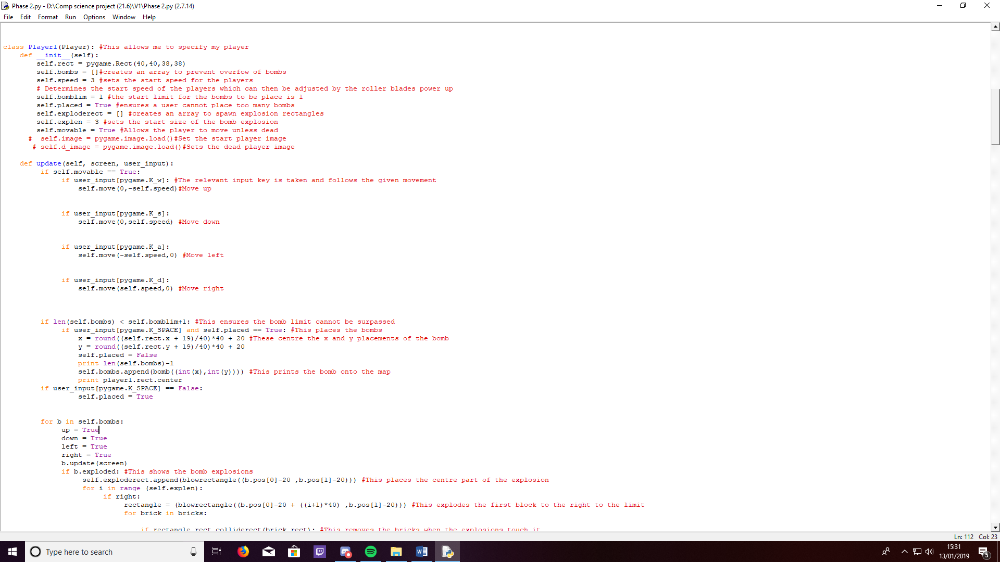 Phase 2.py - D:\Comp science project (21.6)\V1\Phase 2.py (2.7.14)
File Edit Format Run Options Window Help
class Player1(Player): #This allows me to specify my player
    def __init__(self):
        self.rect = pygame.Rect(40,40,38,38)
        self.bombs = []#creates an array to prevent overfow of bombs
        self.speed = 3 #sets the start speed for the players
        # Determines the start speed of the players which can then be adjusted by the roller blades power up
        self.bomblim = 1 #the start limit for the bombs to be place is 1
        self.placed = True #ensures a user cannot place too many bombs
        self.exploderect = [] #creates an array to spawn explosion rectangles
        self.explen = 3 #sets the start size of the bomb explosion
        self.movable = True #Allows the player to move unless dead
      #  self.image = pygame.image.load()#Set the start player image
       # self.d_image = pygame.image.load()#Sets the dead player image
    def update(self, screen, user_input):
         if self.movable == True:
              if user_input[pygame.K_w]: #The relevant input key is taken and follows the given movement
                  self.move(0,-self.speed)#Move up
              if user_input[pygame.K_s]:
                  self.move(0,self.speed) #Move down
              if user_input[pygame.K_a]:
                  self.move(-self.speed,0) #Move left
              if user_input[pygame.K_d]:
                  self.move(self.speed,0) #Move right
         if len(self.bombs) < self.bomblim+1: #This ensures the bomb limit cannot be surpassed
              if user_input[pygame.K_SPACE] and self.placed == True: #This places the bombs
                  x = round((self.rect.x + 19)/40)*40 + 20 #These centre the x and y placements of the bomb
                  y = round((self.rect.y + 19)/40)*40 + 20
                  self.placed = False
                  print len(self.bombs)-1
                  self.bombs.append(bomb((int(x),int(y)))) #This prints the bomb onto the map
                  print player1.rect.center
         if user_input[pygame.K_SPACE] == False:
                  self.placed = True
         for b in self.bombs:
              up = True
              down = True
              left = True
              right = True
              b.update(screen)
              if b.exploded: #This shows the bomb explosions
                   self.exploderect.append(blowrectangle((b.pos[0]-20 ,b.pos[1]-20))) #This places the centre part of the explosion
                   for i in range (self.explen):
                        if right:
                             rectangle = (blowrectangle((b.pos[0]-20 + ((i+1)*40) ,b.pos[1]-20))) #This explodes the first block to the right to the limit
                             for brick in bricks:
                                 if rectangle.rect.colliderect(brick.rect): #This removes the bricks when the explosions touch it
Ln: 112 Col: 23
Type here to search
15:31
13/01/2019
5